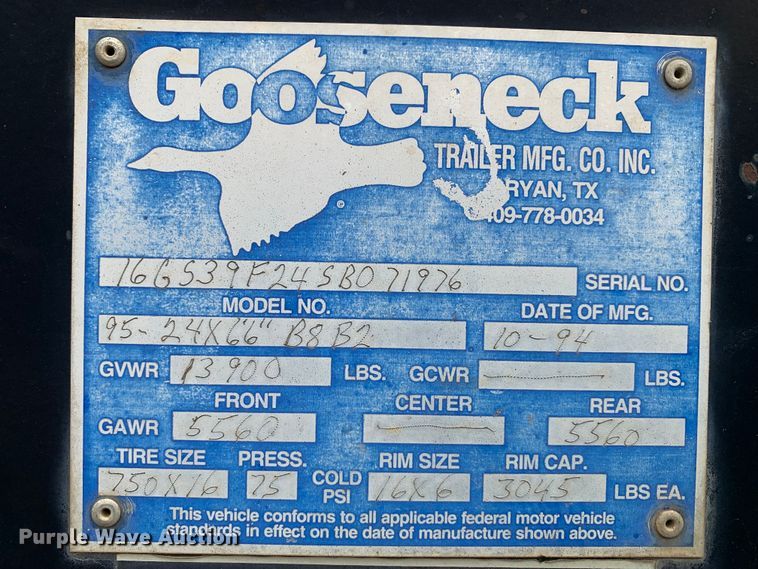 Gooseneck
TRAILER MFG. CO. INC.
RYAN, TX
409-778-0034
16GS39F24SB071976 SERIAL NO.
MODEL NO. DATE OF MFG.
95-24X66" B8B2 10-94
GVWR 13900 LBS. GCWR LBS.
FRONT CENTER REAR
GAWR 5560 5560
TIRE SIZE PRESS. RIM SIZE RIM CAP.
750X16 75 COLD PSI 16X6 3045 LBS EA.
This vehicle conforms to all applicable federal motor vehicle
standards in effect on the date of manufacture shown above.
Purple Wave Auction